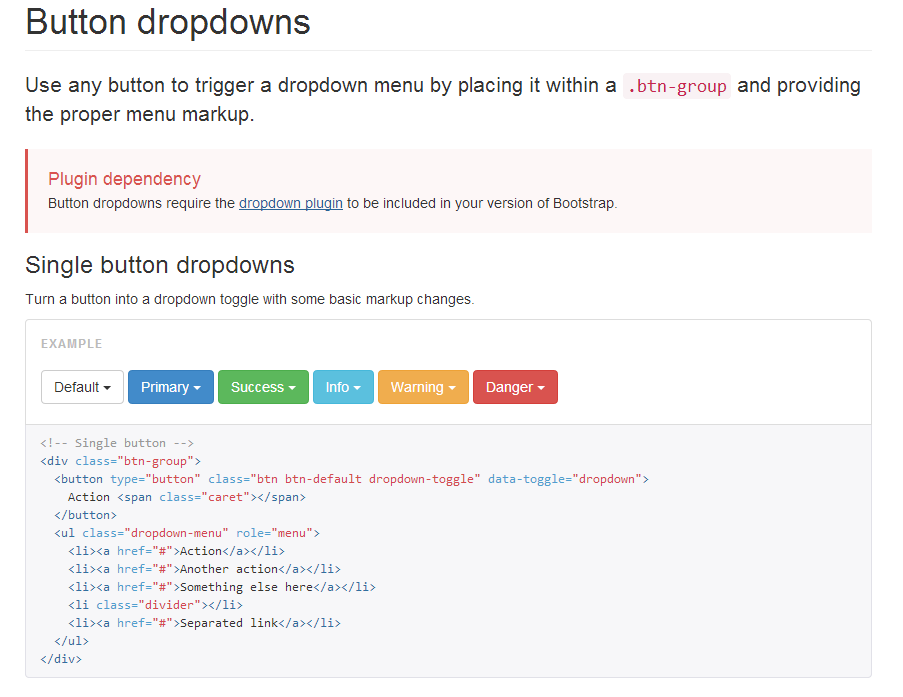 Button dropdowns
Use any button to trigger a dropdown menu by placing it within a .btn-group and providing
the proper menu markup.
Plugin dependency
Button dropdowns require the dropdown plugin to be included in your version of Bootstrap.
Single button dropdowns
Turn a button into a dropdown toggle with some basic markup changes.
EXAMPLE
Default Primary Success Info Warning Danger
<!-- Single button -->
<div class="btn-group">
  <button type="button" class="btn btn-default dropdown-toggle" data-toggle="dropdown">
    Action <span class="caret"></span>
  </button>
  <ul class="dropdown-menu" role="menu">
    <li><a href="#">Action</a></li>
    <li><a href="#">Another action</a></li>
    <li><a href="#">Something else here</a></li>
    <li class="divider"></li>
    <li><a href="#">Separated link</a></li>
  </ul>
</div>